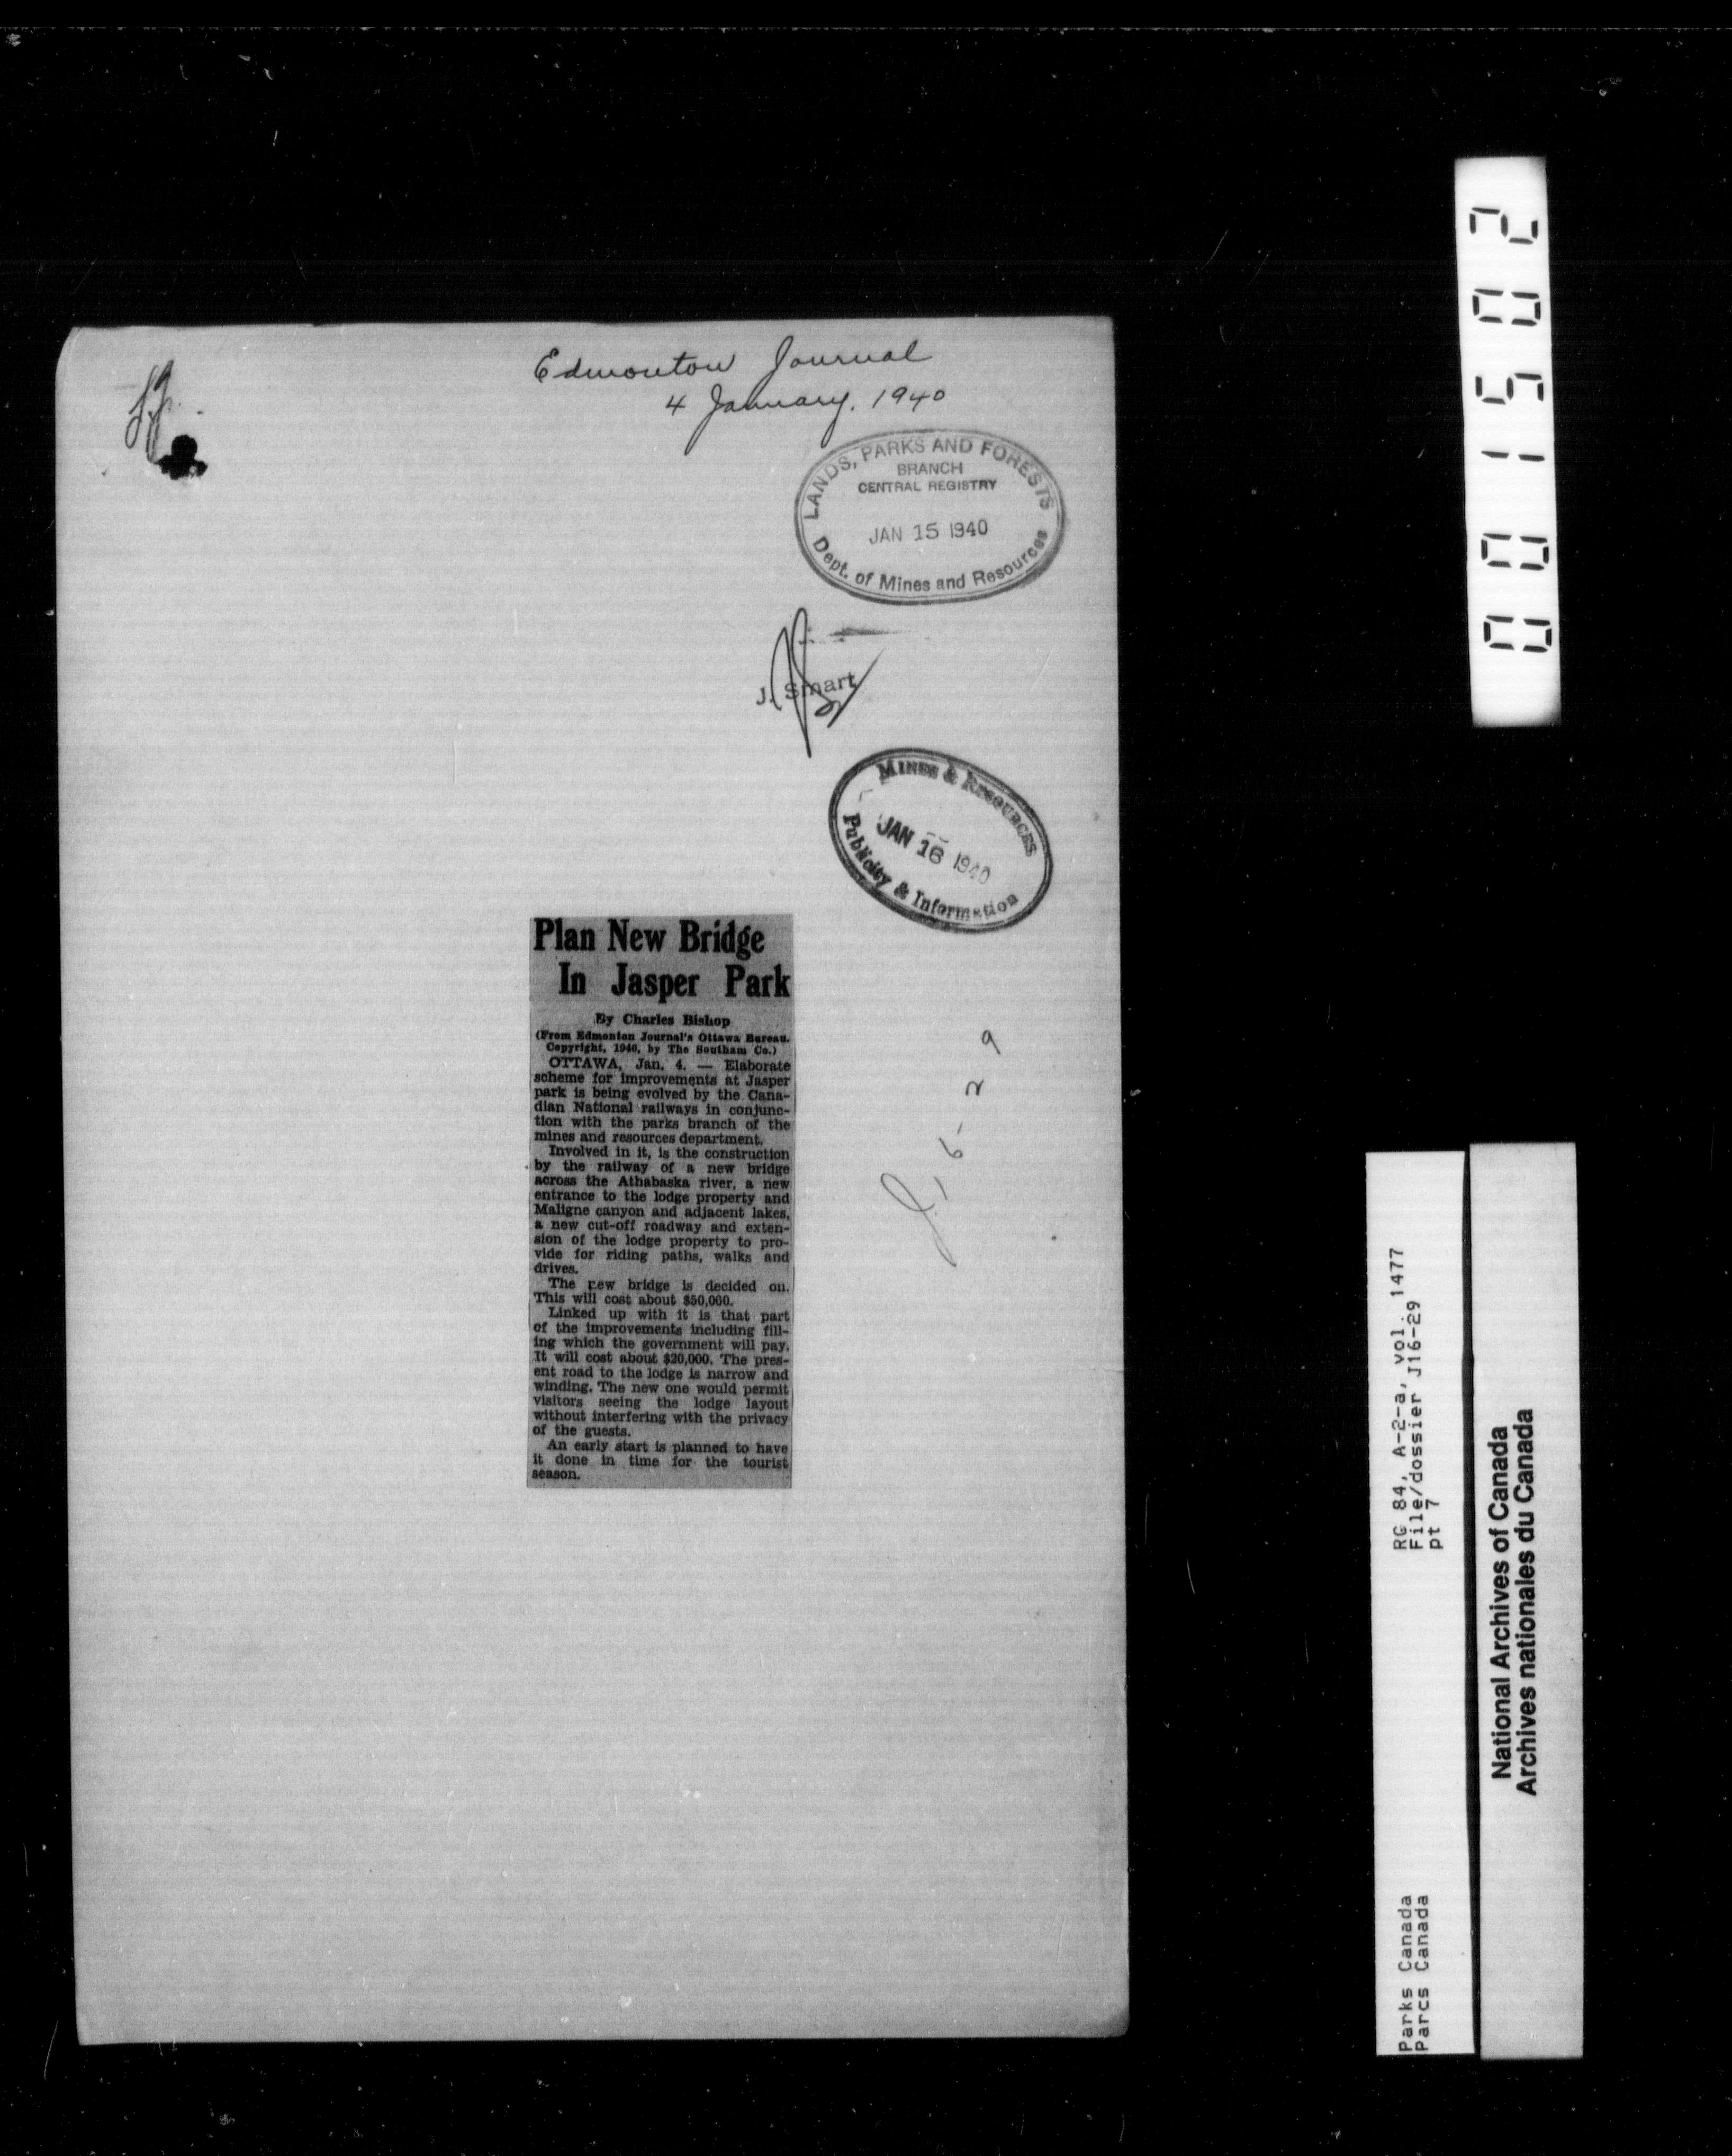 Edmonton Journal
4 January, 1940
LANDS, PARKS AND FORESTS
BRANCH
CENTRAL REGISTRY
JAN 15 1940
Dept. of Mines and Resources
J. Smart
MINES & RESOURCES
JAN 16 1940
Publicity & Information
Plan New Bridge
In Jasper Park
By Charles Bishop
(From Edmonton Journal's Ottawa Bureau.
Copyright, 1940, by The Southam Co.)
OTTAWA, Jan. 4. — Elaborate
scheme for improvements at Jasper
park is being evolved by the Cana-
dian National railways in conjunc-
tion with the parks branch of the
mines and resources department.
Involved in it, is the construction
by the railway of a new bridge
across the Athabaska river, a new
entrance to the lodge property and
Maligne canyon and adjacent lakes,
a new cut-off roadway and exten-
sion of the lodge property to pro-
vide for riding paths, walks and
drives.
The new bridge is decided on.
This will cost about $50,000.
Linked up with it is that part
of the improvements including fill-
ing which the government will pay.
It will cost about $20,000. The pres-
ent road to the lodge is narrow and
winding. The new one would permit
visitors seeing the lodge layout
without interfering with the privacy
of the guests.
An early start is planned to have
it done in time for the tourist
season.
J. 16-29
001502
RG 84, A-2-a, vol. 1477
File/dossier J16-29
pt 7
Parks Canada
Parcs Canada
National Archives of Canada
Archives nationales du Canada